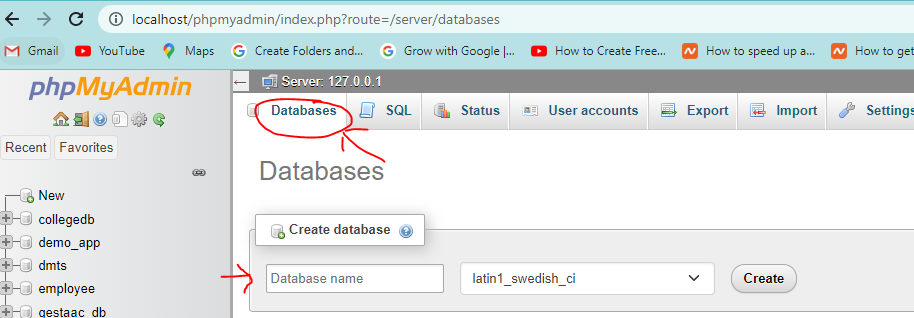 localhost/phpmyadmin/index.php?route=/server/databases
Gmail YouTube Maps Create Folders and... Grow with Google |... How to Create Free... How to speed up a... How to get
phpMyAdmin
Server: 127.0.0.1
Databases SQL Status User accounts Export Import Settings
Recent Favorites
Databases
New
collegedb
demo_app
dmts
employee
gestaac_db
Create database
Database name latin1_swedish_ci Create